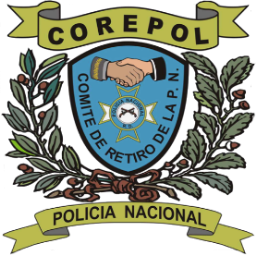 COREPOL
COMITE DE RETIRO DE LA P. N.
POLICIA NACIONAL